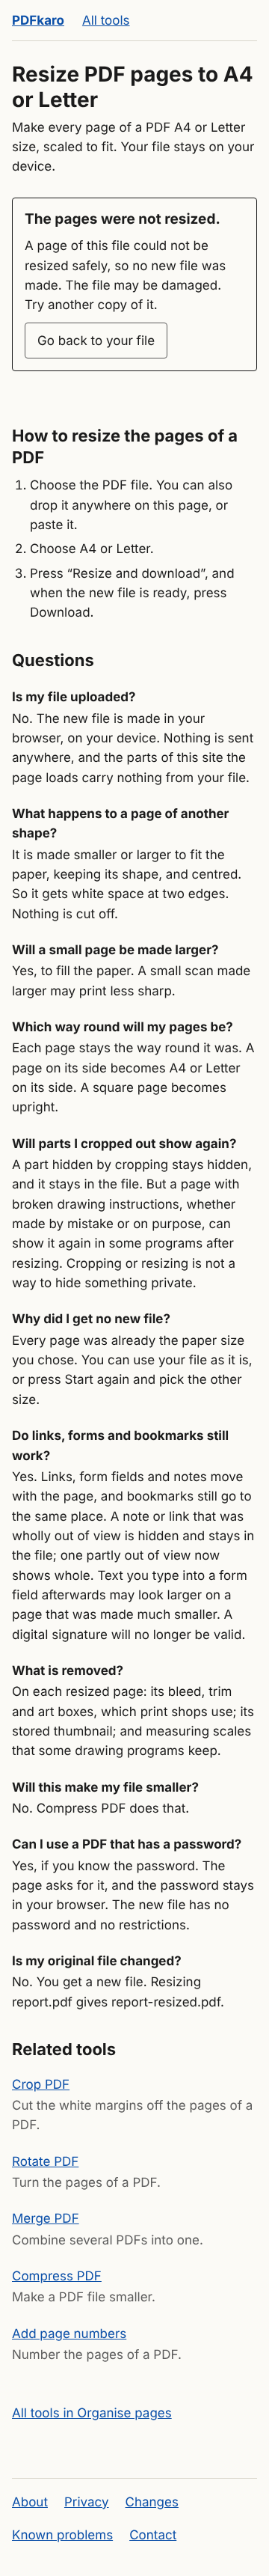 PDFkaro All tools
Resize PDF pages to A4
or Letter
Make every page of a PDF A4 or Letter
size, scaled to fit. Your file stays on your
device.
The pages were not resized.
A page of this file could not be
resized safely, so no new file was
made. The file may be damaged.
Try another copy of it.
Go back to your file
How to resize the pages of a
PDF
1. Choose the PDF file. You can also
drop it anywhere on this page, or
paste it.
2. Choose A4 or Letter.
3. Press “Resize and download”, and
when the new file is ready, press
Download.
Questions
Is my file uploaded?
No. The new file is made in your
browser, on your device. Nothing is sent
anywhere, and the parts of this site the
page loads carry nothing from your file.
What happens to a page of another
shape?
It is made smaller or larger to fit the
paper, keeping its shape, and centred.
So it gets white space at two edges.
Nothing is cut off.
Will a small page be made larger?
Yes, to fill the paper. A small scan made
larger may print less sharp.
Which way round will my pages be?
Each page stays the way round it was. A
page on its side becomes A4 or Letter
on its side. A square page becomes
upright.
Will parts I cropped out show again?
A part hidden by cropping stays hidden,
and it stays in the file. But a page with
broken drawing instructions, whether
made by mistake or on purpose, can
show it again in some programs after
resizing. Cropping or resizing is not a
way to hide something private.
Why did I get no new file?
Every page was already the paper size
you chose. You can use your file as it is,
or press Start again and pick the other
size.
Do links, forms and bookmarks still
work?
Yes. Links, form fields and notes move
with the page, and bookmarks still go to
the same place. A note or link that was
wholly out of view is hidden and stays in
the file; one partly out of view now
shows whole. Text you type into a form
field afterwards may look larger on a
page that was made much smaller. A
digital signature will no longer be valid.
What is removed?
On each resized page: its bleed, trim
and art boxes, which print shops use; its
stored thumbnail; and measuring scales
that some drawing programs keep.
Will this make my file smaller?
No. Compress PDF does that.
Can I use a PDF that has a password?
Yes, if you know the password. The
page asks for it, and the password stays
in your browser. The new file has no
password and no restrictions.
Is my original file changed?
No. You get a new file. Resizing
report.pdf gives report-resized.pdf.
Related tools
Crop PDF
Cut the white margins off the pages of a
PDF.
Rotate PDF
Turn the pages of a PDF.
Merge PDF
Combine several PDFs into one.
Compress PDF
Make a PDF file smaller.
Add page numbers
Number the pages of a PDF.
All tools in Organise pages
About Privacy Changes
Known problems Contact